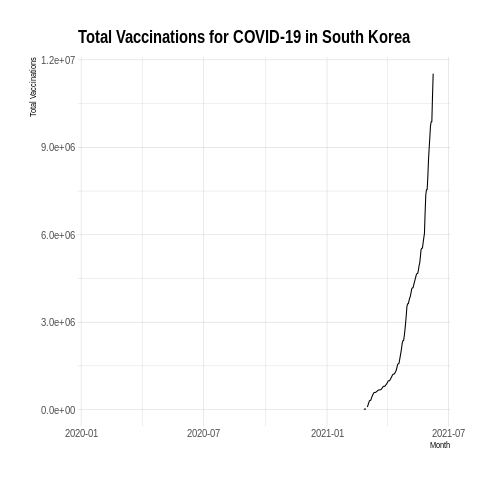 Total Vaccinations for COVID-19 in South Korea
Total Vaccinations
1.2e+07
9.0e+06
6.0e+06
3.0e+06
0.0e+00
2020-01 2020-07 2021-01 2021-07
Month